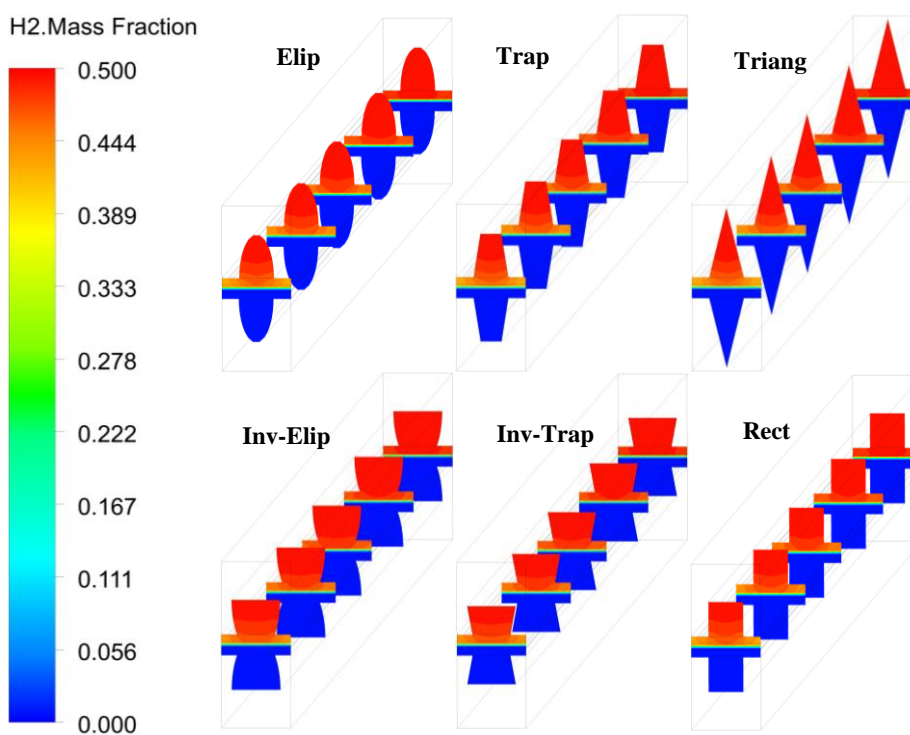 H2.Mass Fraction
0.500
0.444
0.389
0.333
0.278
0.222
0.167
0.111
0.056
0.000
Elip
Trap
Triang
Inv-Elip
Inv-Trap
Rect